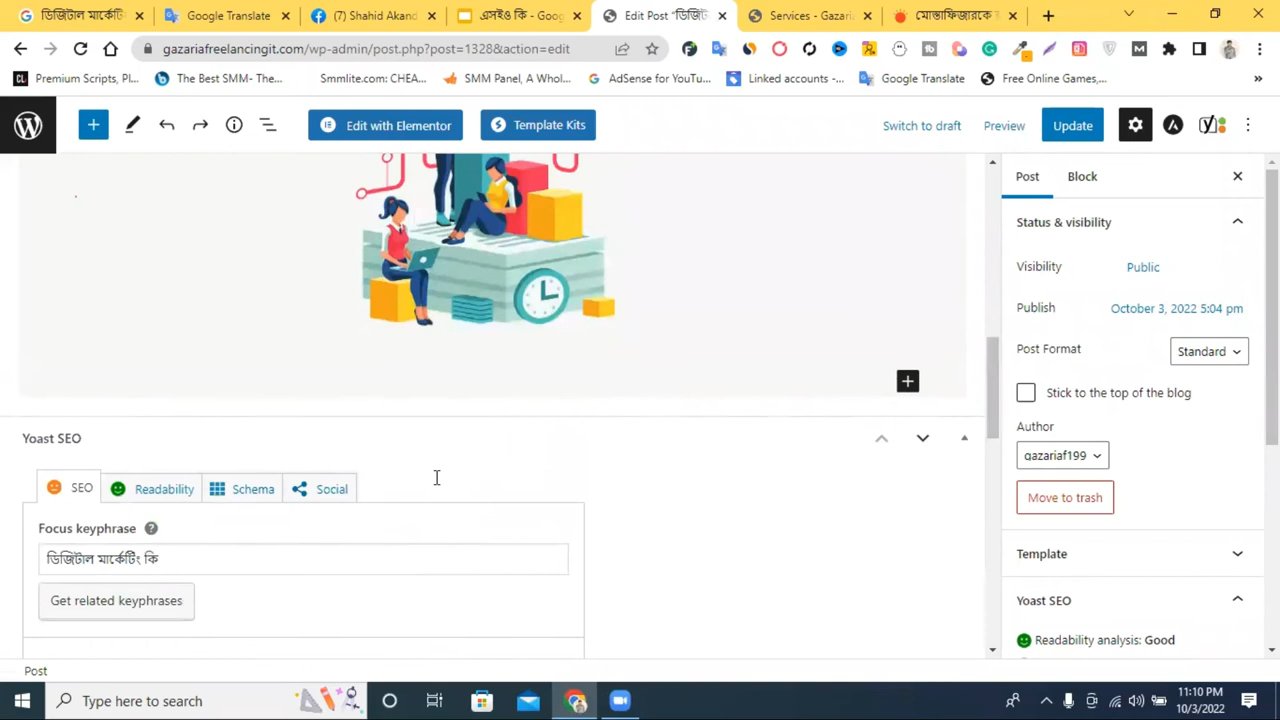 ডিজিটাল মার্কেটি
Google Translate
(7) Shahid Akand
এসইও কি - Goog
Edit Post "ডিজিট
Services - Gazaria
মোস্তাফিজারকে
gazariafreelancingit.com/wp-admin/post.php?post=1328&action=edit
Premium Scripts, Pl...
The Best SMM- The...
Smmlite.com: CHEA...
SMM Panel, A Whol...
AdSense for YouTu...
Linked accounts -...
Google Translate
Free Online Games,...
Edit with Elementor
Template Kits
Switch to draft
Preview
Update
Post
Block
Status & visibility
Visibility
Public
Publish
October 3, 2022 5:04 pm
Post Format
Standard
Stick to the top of the blog
Author
gazariaf199
Move to trash
Template
Yoast SEO
Readability analysis: Good
Yoast SEO
SEO
Readability
Schema
Social
Focus keyphrase
ডিজিটাল মার্কেটিং কি
Get related keyphrases
Post
Type here to search
11:10 PM
10/3/2022